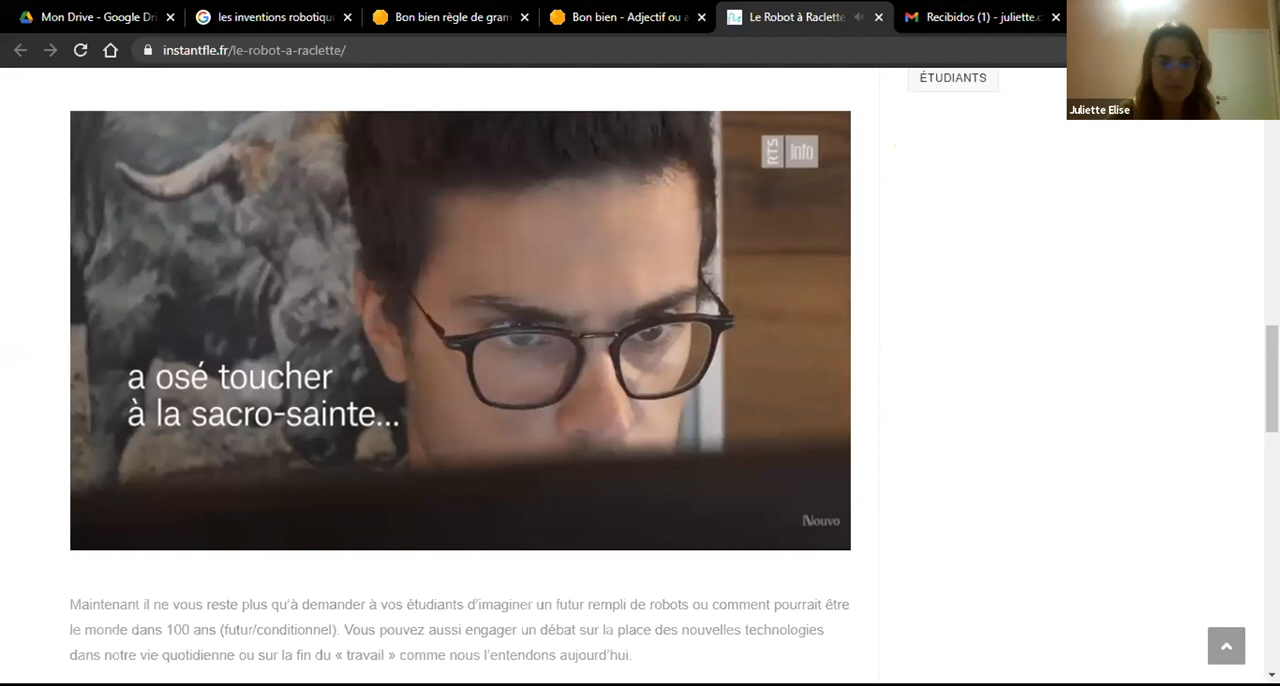 Mon Drive - Google Dr
les inventions robotiqu
Bon bien règle de gram
Bon bien - Adjectif ou a
Le Robot à Raclette
Recibidos (1) - juliette.c
instantfle.fr/le-robot-a-raclette/
Juliette Elise
ÉTUDIANTS
RTS info
a osé toucher
à la sacro-sainte...
Nouvo
Maintenant il ne vous reste plus qu'à demander à vos étudiants d'imaginer un futur rempli de robots ou comment pourrait être
le monde dans 100 ans (futur/conditionnel). Vous pouvez aussi engager un débat sur la place des nouvelles technologies
dans notre vie quotidienne ou sur la fin du « travail » comme nous l'entendons aujourd'hui.